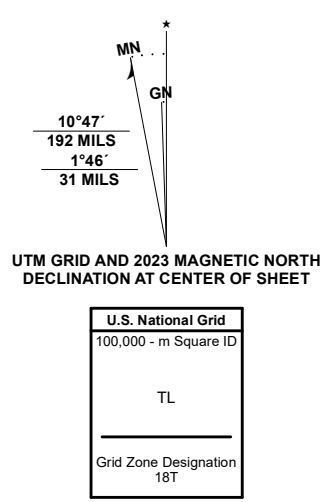 ★
MN
GN
10°47´
192 MILS
1°46´
31 MILS
UTM GRID AND 2023 MAGNETIC NORTH
DECLINATION AT CENTER OF SHEET
U.S. National Grid
100,000 - m Square ID
TL
Grid Zone Designation
18T